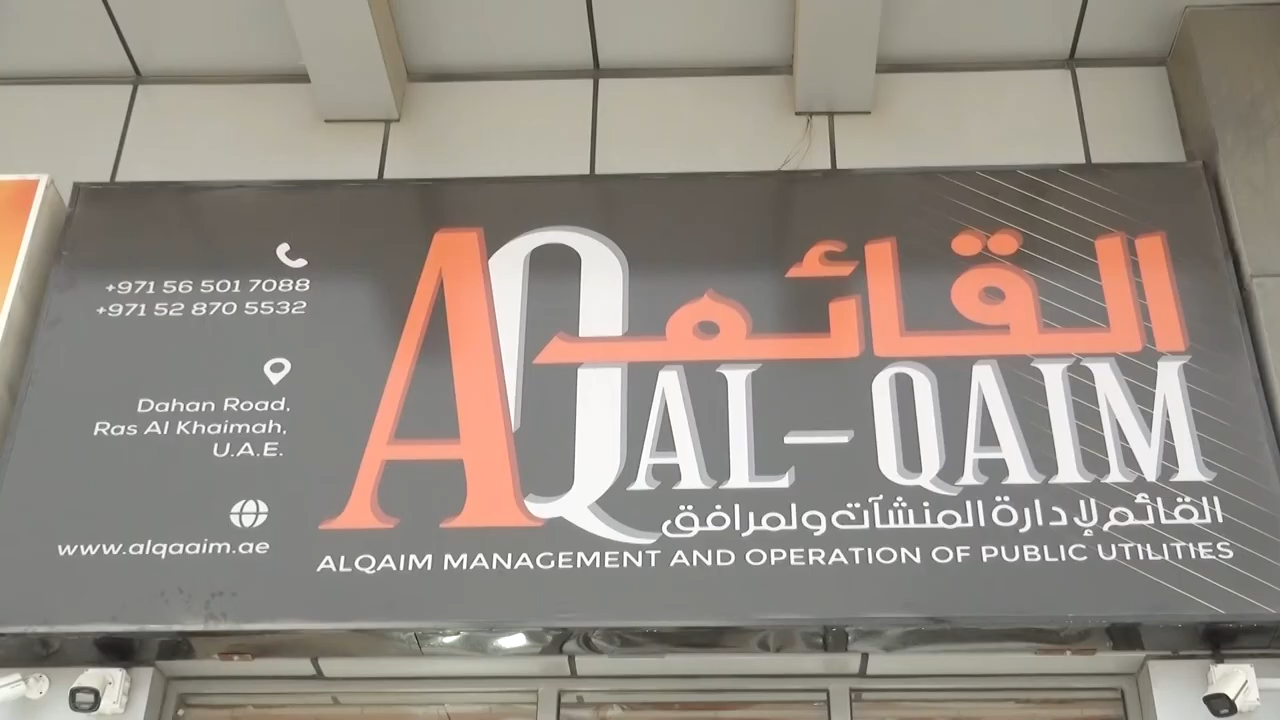 +971 56 501 7088
+971 52 870 5532
Dahan Road,
Ras Al Khaimah,
U.A.E.
www.alqaaim.ae
AQ
القائم
AL-QAIM
القائم لإدارة المنشآت ولمرافق
ALQAIM MANAGEMENT AND OPERATION OF PUBLIC UTILITIES